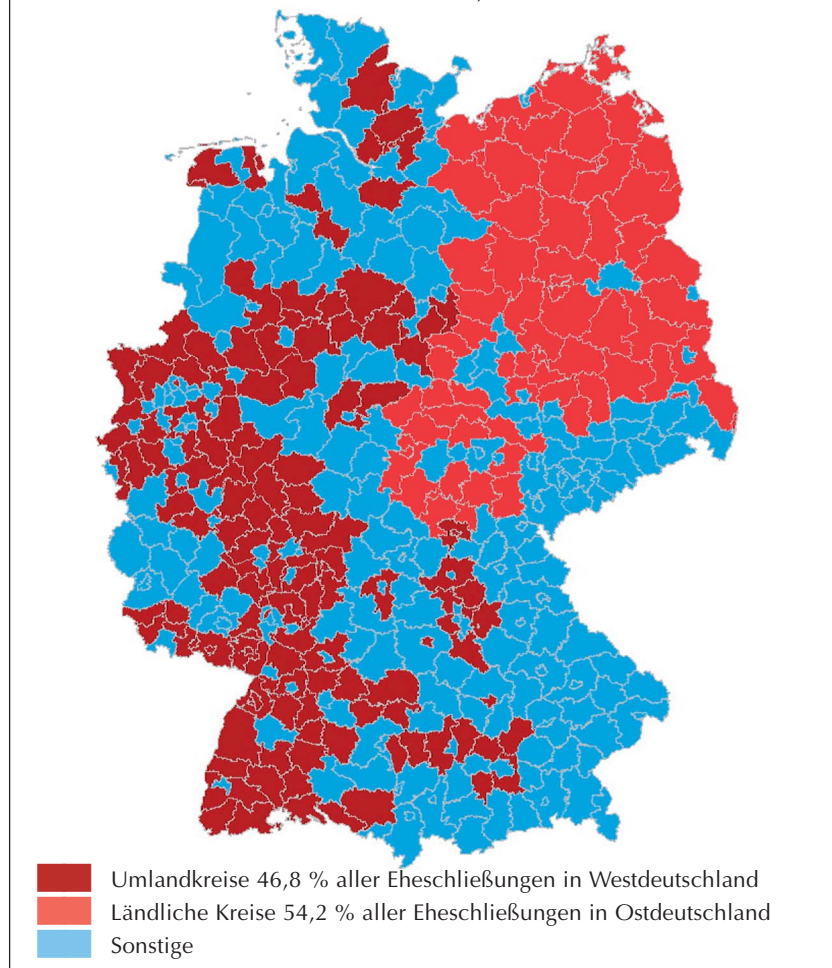 Umlandkreise 46,8 % aller Eheschließungen in Westdeutschland
Ländliche Kreise 54,2 % aller Eheschließungen in Ostdeutschland
Sonstige